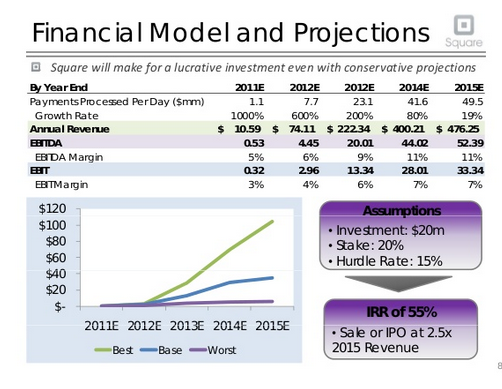 Financial Model and Projections
Square
Square will make for a lucrative investment even with conservative projections
By Year End 2011E 2012E 2012E 2014E 2015E
Payments Processed Per Day ($mm) 1.1 7.7 23.1 41.6 49.5
Growth Rate 1000% 600% 200% 80% 19%
Annual Revenue $ 10.59 $ 74.11 $ 222.34 $ 400.21 $ 476.25
EBITDA 0.53 4.45 20.01 44.02 52.39
EBITDA Margin 5% 6% 9% 11% 11%
EBIT 0.32 2.96 13.34 28.01 33.34
EBIT Margin 3% 4% 6% 7% 7%
$120
$100
$80
$60
$40
$20
$-
2011E 2012E 2013E 2014E 2015E
Best Base Worst
Assumptions
• Investment: $20m
• Stake: 20%
• Hurdle Rate: 15%
IRR of 55%
• Sale or IPO at 2.5x
2015 Revenue
8